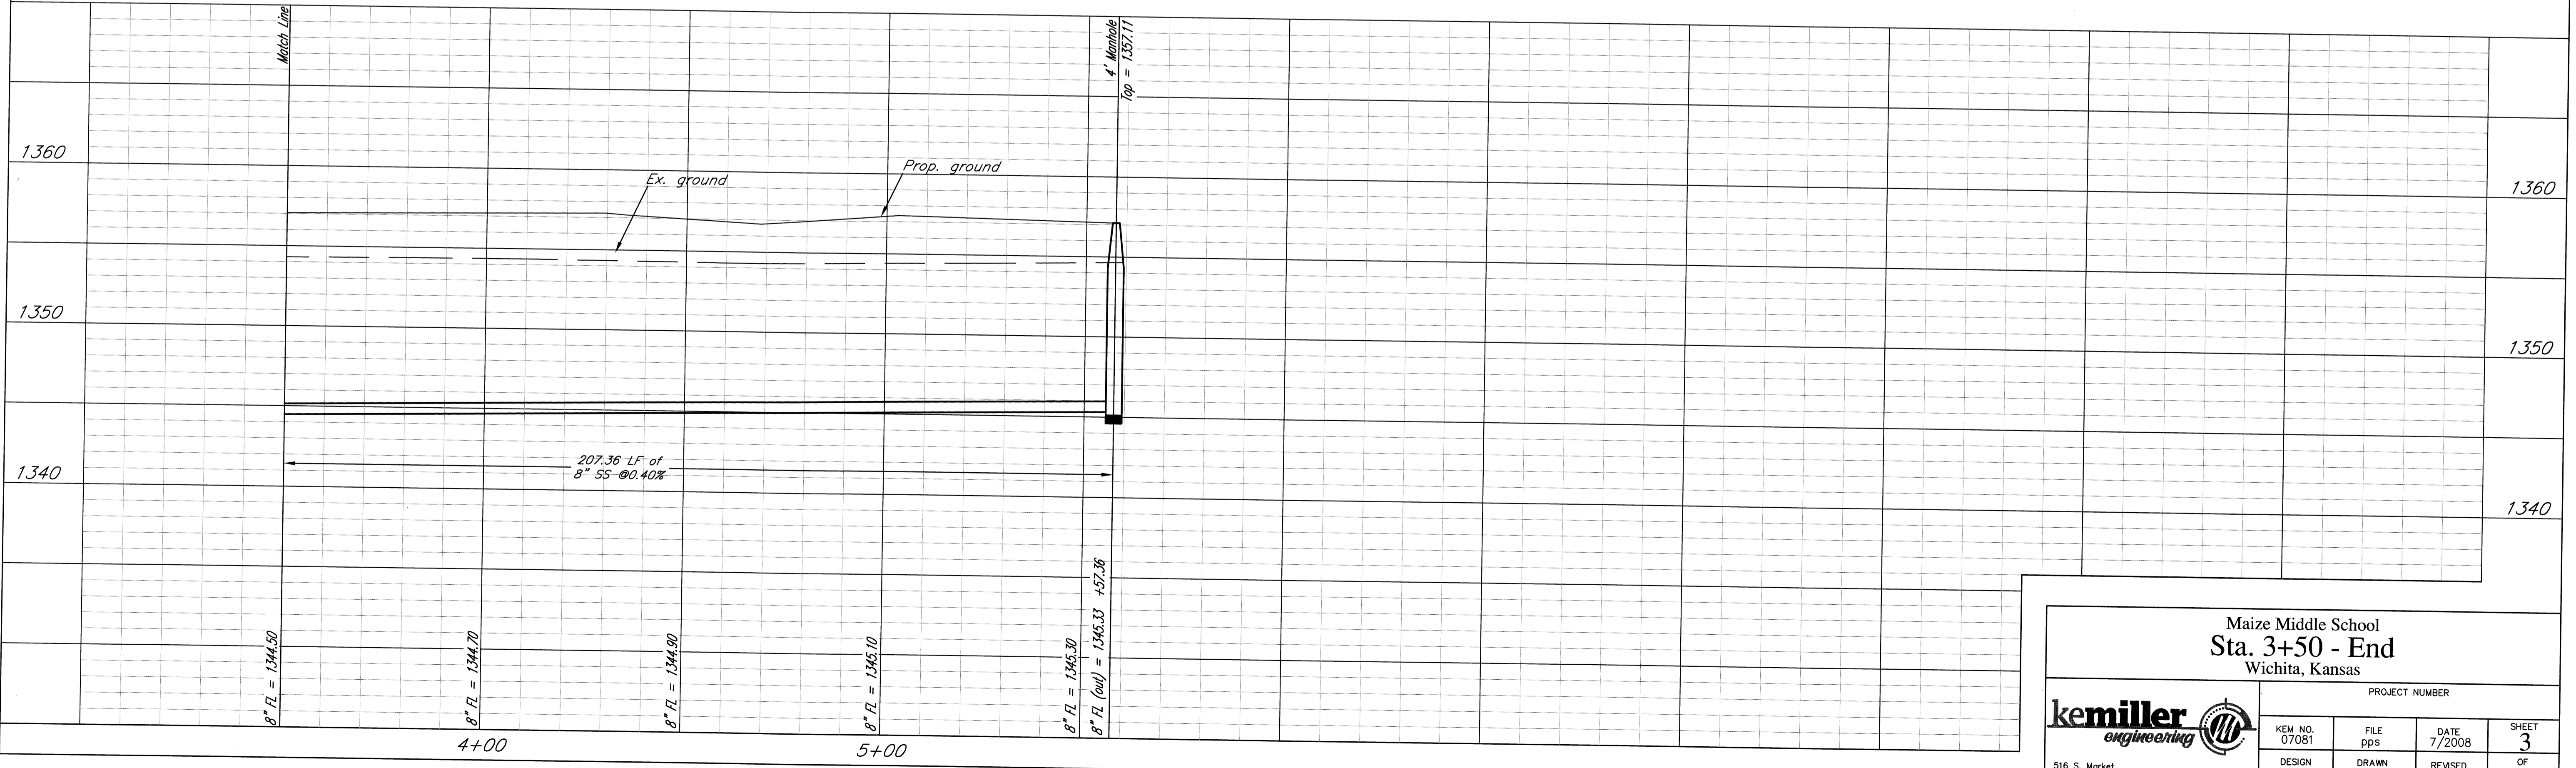 Match Line
4' Manhole
Top = 1357.11
1360
1360
Ex. ground
Prop. ground
1350
1350
207.36 LF of
8" SS @0.40%
1340
1340
8" FL = 1344.50
8" FL = 1344.70
8" FL = 1344.90
8" FL = 1345.10
8" FL = 1345.30
8" FL (out) = 1345.33 +57.36
4+00
5+00
Maize Middle School
Sta. 3+50 - End
Wichita, Kansas
kemiller
engineering
PROJECT NUMBER
KEM NO.
07081
FILE
pps
DATE
7/2008
SHEET
3
516 S. Market
DESIGN
DRAWN
REVISED
OF